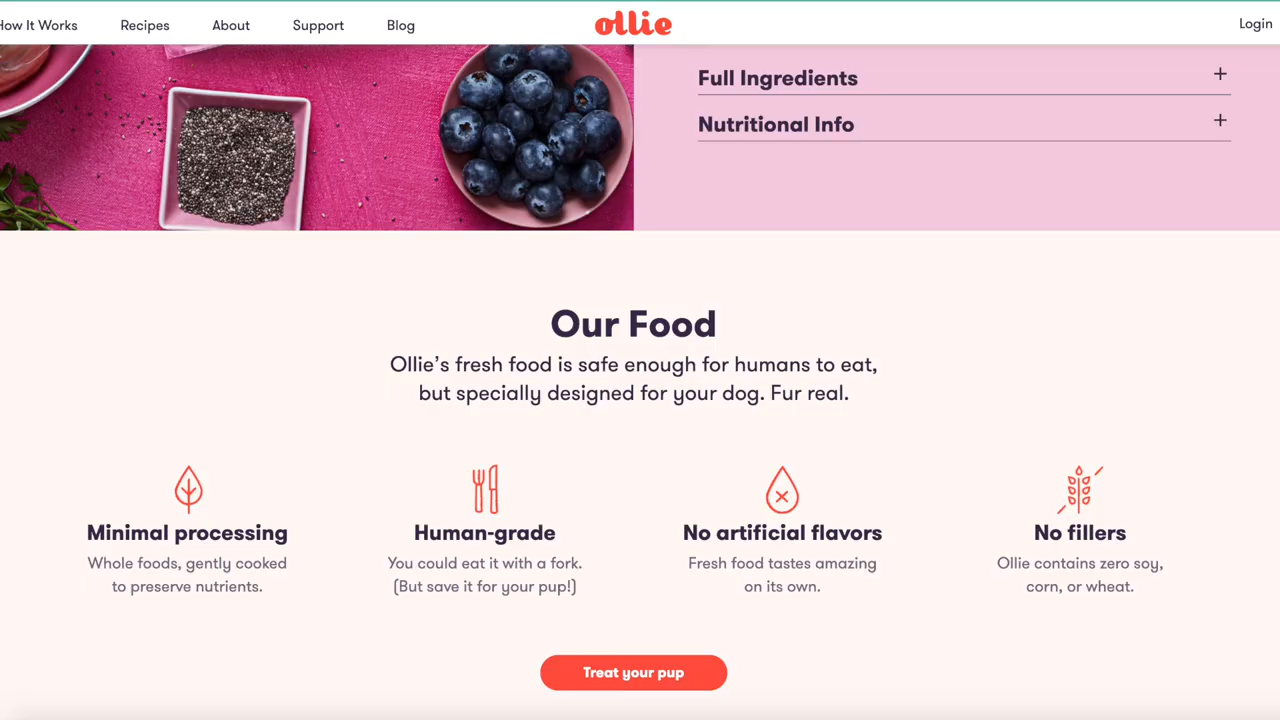 How It Works
Recipes
About
Support
Blog
ollie
Login
Full Ingredients
Nutritional Info
Our Food
Ollie's fresh food is safe enough for humans to eat,
but specially designed for your dog. Fur real.
Minimal processing
Whole foods, gently cooked
to preserve nutrients.
Human-grade
You could eat it with a fork.
(But save it for your pup!)
No artificial flavors
Fresh food tastes amazing
on its own.
No fillers
Ollie contains zero soy,
corn, or wheat.
Treat your pup